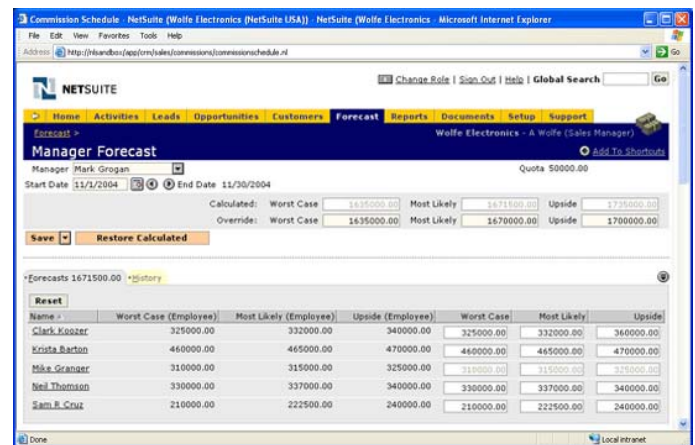 Commission Schedule - NetSuite (Wolfe Electronics (NetSuite USA)) - NetSuite (Wolfe Electronics - Microsoft Internet Explorer
File Edit View Favorites Tools Help
Address http://nlsandbox/app/crm/sales/commissions/commissionschedule.nl Go
NETSUITE
Change Role | Sign Out | Help | Global Search Go
Home Activities Leads Opportunities Customers Forecast Reports Documents Setup Support
Forecast > Wolfe Electronics - A Wolfe (Sales Manager)
Manager Forecast Add To Shortcuts
Manager Mark Grogan Quota 50000.00
Start Date 11/1/2004 End Date 11/30/2004
Calculated: Worst Case 1635000.00 Most Likely 1671500.00 Upside 1735000.00
Override: Worst Case 1635000.00 Most Likely 1670000.00 Upside 1700000.00
Save Restore Calculated
•Forecasts 1671500.00 •History
Reset
Name Worst Case (Employee) Most Likely (Employee) Upside (Employee) Worst Case Most Likely Upside
Clark Koozer 325000.00 332000.00 340000.00 325000.00 332000.00 360000.00
Krista Barton 460000.00 465000.00 470000.00 460000.00 465000.00 470000.00
Mike Granger 310000.00 315000.00 325000.00 310000.00 315000.00 325000.00
Neil Thomson 330000.00 337000.00 340000.00 330000.00 337000.00 340000.00
Sam R Cruz 210000.00 222500.00 240000.00 210000.00 222500.00 240000.00
Done Local intranet